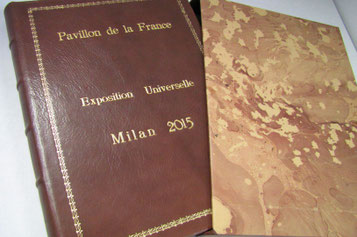 Pavillon de la France
Exposition Universelle
Milan 2015